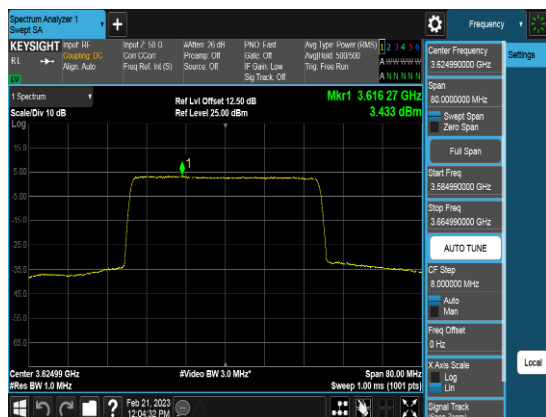 Spectrum Analyzer 1
Swept SA
+
Frequency
KEYSIGHT
RL
Input: RF
Coupling: DC
Align: Auto
Input Z: 50 Ω
Corr CCorr
Freq Ref: Int (S)
#Atten: 26 dB
Preamp: Off
Source: Off
PNO: Fast
Gate: Off
IF Gain: Low
Sig Track: Off
Avg Type: Power (RMS)
Avg|Hold: 500/500
Trig: Free Run
1 2 3 4 5 6
A WWWWW
A N N N N N
1 Spectrum
Scale/Div 10 dB
Log
Ref Lvl Offset 12.50 dB
Ref Level 25.00 dBm
Mkr1 3.616 27 GHz
3.433 dBm
15.0
5.00
-5.00
-15.0
-25.0
-35.0
-45.0
-55.0
-65.0
1
Center 3.62499 GHz
#Res BW 1.0 MHz
#Video BW 3.0 MHz*
Span 80.00 MHz
Sweep 1.00 ms (1001 pts)
Center Frequency
3.624990000 GHz
Span
80.0000000 MHz
Swept Span
Zero Span
Full Span
Start Freq
3.584990000 GHz
Stop Freq
3.664990000 GHz
AUTO TUNE
CF Step
8.000000 MHz
Auto
Man
Freq Offset
0 Hz
X Axis Scale
Log
Lin
Signal Track
Settings
Local
?
Feb 21, 2023
12:04:32 PM